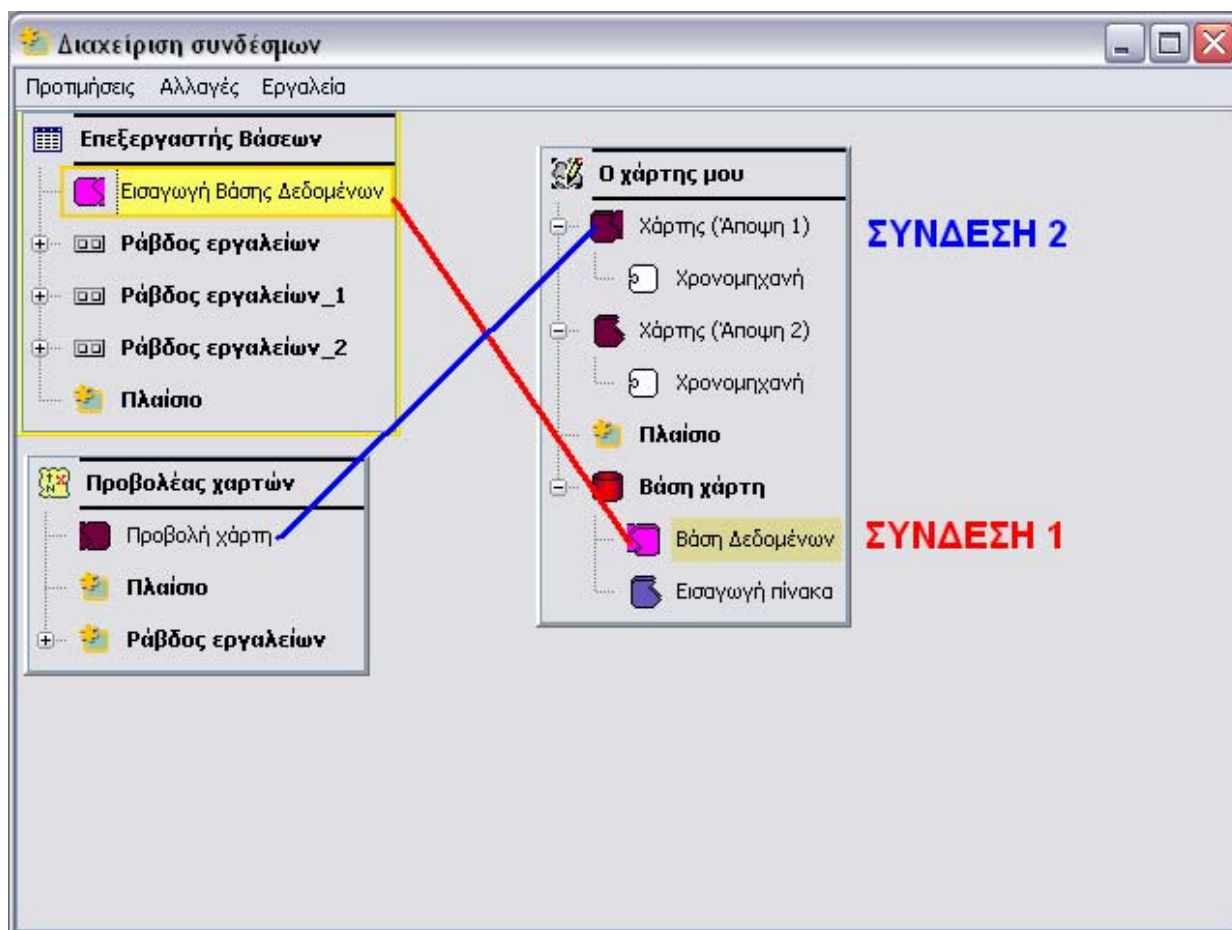 Διαχείριση συνδέσμων
Προτιμήσεις Αλλαγές Εργαλεία
Επεξεργαστής Βάσεων
Εισαγωγή Βάσης Δεδομένων
Ράβδος εργαλείων
Ράβδος εργαλείων_1
Ράβδος εργαλείων_2
Πλαίσιο
Προβολέας χαρτών
Προβολή χάρτη
Πλαίσιο
Ράβδος εργαλείων
Ο χάρτης μου
Χάρτης (Άποψη 1)
ΣΥΝΔΕΣΗ 2
Χρονομηχανή
Χάρτης (Άποψη 2)
Χρονομηχανή
Πλαίσιο
Βάση χάρτη
Βάση Δεδομένων
ΣΥΝΔΕΣΗ 1
Εισαγωγή πίνακα